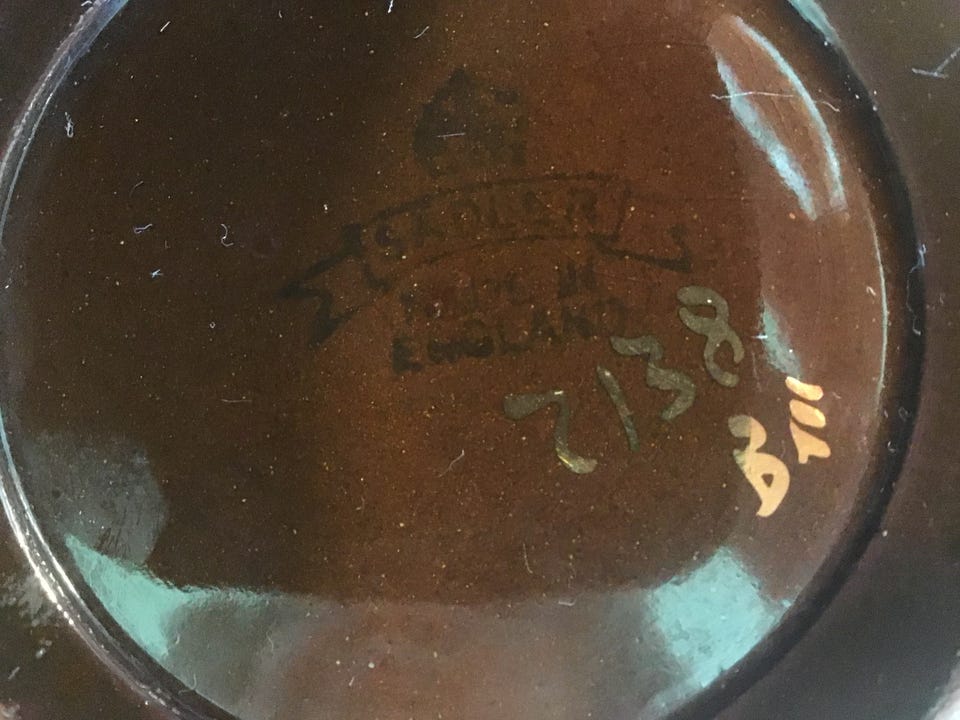 SADLER
MADE IN
ENGLAND
2138
B